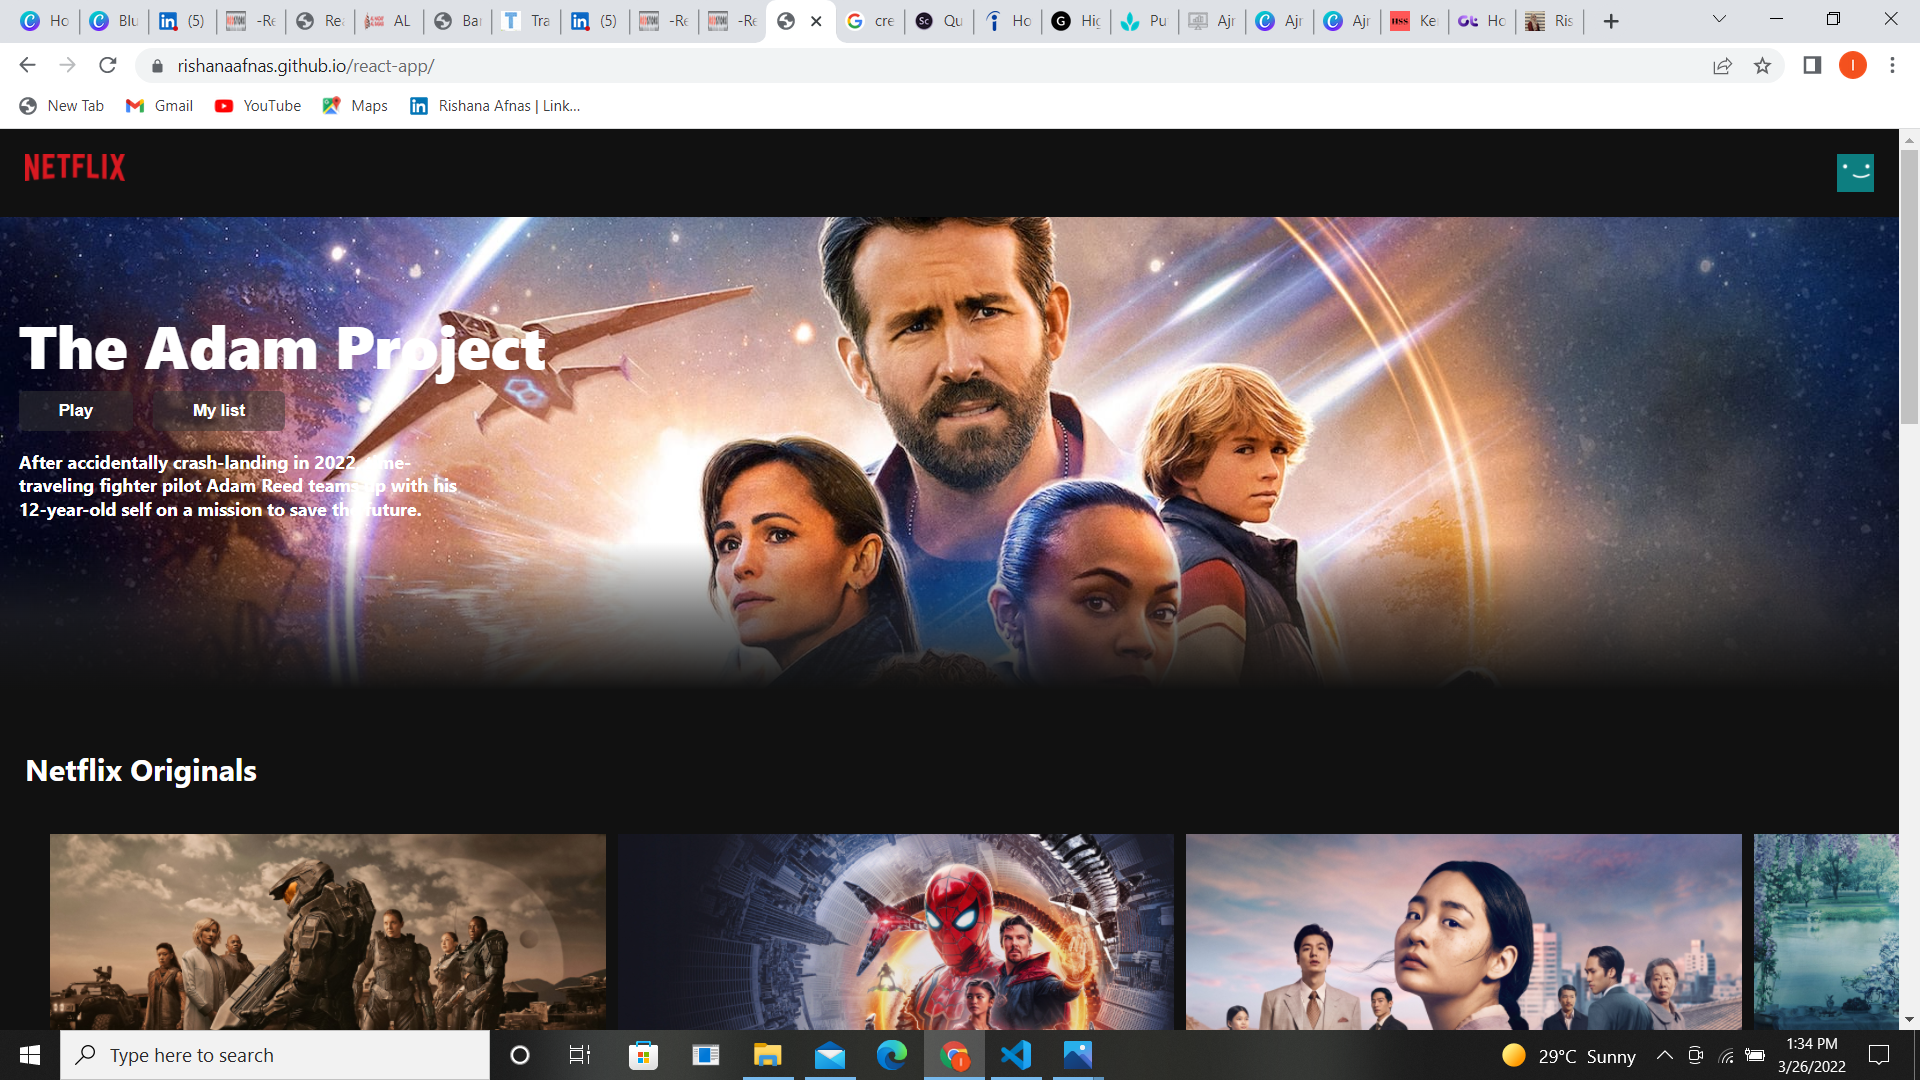 Ho
Blu
(5)
-Re
Rea
AL
Bar
Tra
(5)
-Re
-Re
cre
Qu
Ho
Hig
Pu
Ajr
Ajr
Ajr
Ke
Ho
Ris
rishanaafnas.github.io/react-app/
I
New Tab
Gmail
YouTube
Maps
Rishana Afnas | Link...
NETFLIX
The Adam Project
Play
My list
After accidentally crash-landing in 2022, time-
traveling fighter pilot Adam Reed teams up with his
12-year-old self on a mission to save the future.
Netflix Originals
Type here to search
29°C Sunny
1:34 PM
3/26/2022